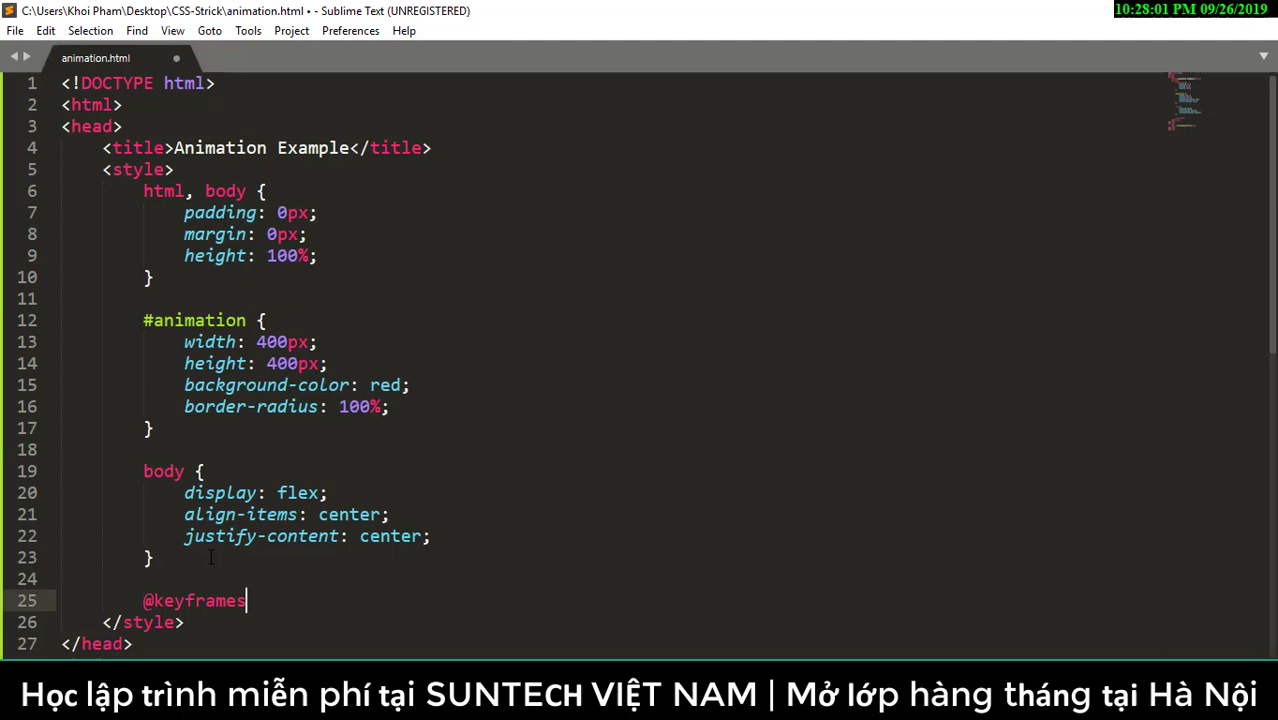 C:\Users\Khoi Pham\Desktop\CSS-Strick\animation.html • - Sublime Text (UNREGISTERED)
10:28:01 PM 09/26/2019
File Edit Selection Find View Goto Tools Project Preferences Help
animation.html
1 <!DOCTYPE html>
2 <html>
3 <head>
4 <title>Animation Example</title>
5 <style>
6 html, body {
7 padding: 0px;
8 margin: 0px;
9 height: 100%;
10 }
11
12 #animation {
13 width: 400px;
14 height: 400px;
15 background-color: red;
16 border-radius: 100%;
17 }
18
19 body {
20 display: flex;
21 align-items: center;
22 justify-content: center;
23 }
24
25 @keyframes
26 </style>
27 </head>
Học lập trình miễn phí tại SUNTECH VIỆT NAM | Mở lớp hàng tháng tại Hà Nội